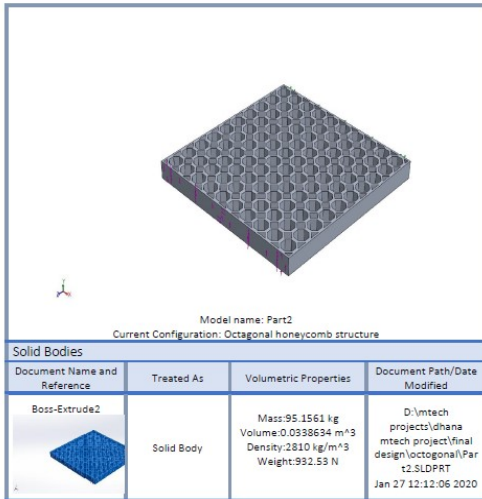 Model name: Part2
Current Configuration: Octagonal honeycomb structure
Solid Bodies
Document Name and
Reference
Treated As
Volumetric Properties
Document Path/Date
Modified
Boss-Extrude2
Solid Body
Mass:95.1561 kg
Volume:0.0338634 m^3
Density:2810 kg/m^3
Weight:932.53 N
D:\mtech
projects\dhana
mtech project\final
design\octogonal\Par
t2.SLDPRT
Jan 27 12:12:06 2020